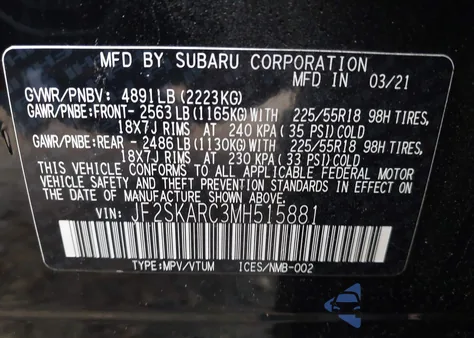 MFD BY SUBARU CORPORATION
IN 03/21
GVWR/PNBV: 4891LB (2223KG)
GAWR/PNBE:FRONT- 2563 LB (1165KG) WITH 225/55R18 98H TIRES,
18X7J RIMS AT 240 KPA (35 PSI) COLD
GAWR/PNBE:REAR - 2486 LB (1130KG) WITH 225/55R18 98H TIRES,
18X7J RIMS AT 230 KPA (33 PSI) COLD
THIS VEHICLE CONFORMS TO ALL APPLICABLE FEDERAL MOTOR
VEHICLE SAFETY AND THEFT PREVENTION STANDARDS IN EFFECT ON
THE DATE OF MANUFACTURE SHOWN ABOVE.
VIN: JF2SKARC3MH515881
TYPE:MPV/VTUM ICES/NMB-002